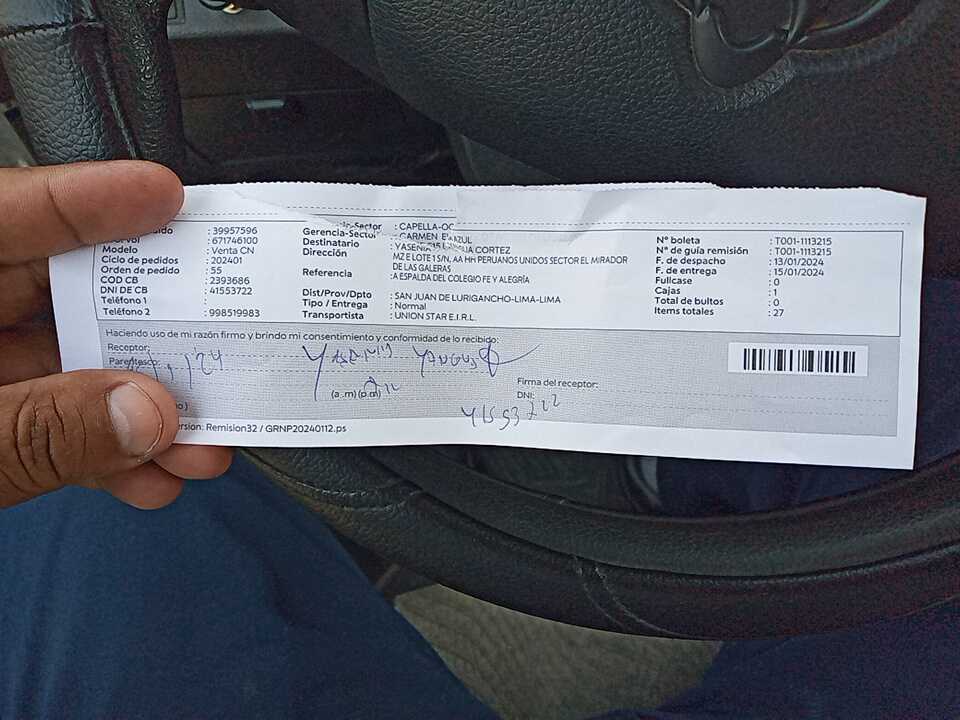 : 39957596
: 671746100
Modelo : Venta CN
Ciclo de pedidos : 202401
Orden de pedido : 55
COD CB : 2393686
DNI DE CB : 41553722
Teléfono 1 :
Teléfono 2 : 998519983
: CAPELLA-OC
Gerencia-Sector : CARMEN AZUL
Destinatario : YASENIA CORTEZ
Dirección : MZ E LOTE 1 S/N, AA HH PERUANOS UNIDOS SECTOR EL MIRADOR
DE LAS GALERAS
Referencia : A ESPALDA DEL COLEGIO FE Y ALEGRÍA
Dist/Prov/Dpto : SAN JUAN DE LURIGANCHO-LIMA-LIMA
Tipo / Entrega : Normal
Transportista : UNION STAR E.I.R.L.
N° boleta : T001-1113215
N° de guía remisión : T001-1113215
F. de despacho : 13/01/2024
F. de entrega : 15/01/2024
Fullcase : 0
Cajas : 1
Total de bultos : 0
Items totales : 27
Haciendo uso de mi razón firmo y brindo mi consentimiento y conformidad de lo recibido:
Receptor:
Parentesco:
(a.m) (p.m)
Firma del receptor:
DNI:
41553722
ersion: Remision32 / GRNP20240112.ps